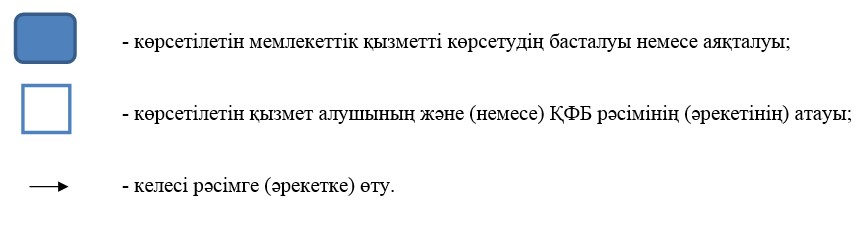 - көрсетілетін мемлекеттік қызметті көрсетудің басталуы немесе аяқталуы;
- көрсетілетін қызмет алушының және (немесе) ҚФБ рәсімінің (әрекетінің) атауы;
- келесі рәсімге (әрекетке) өту.